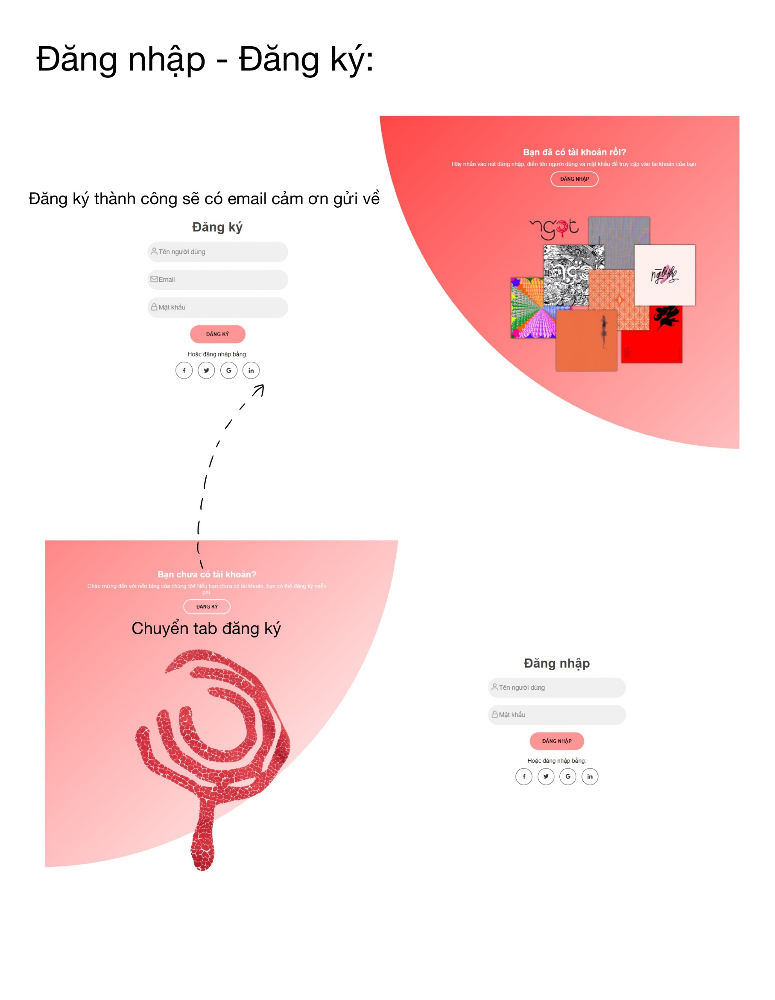 Đăng nhập - Đăng ký:
Bạn đã có tài khoản rồi?
Hãy nhấn vào nút đăng nhập, điền tên người dùng và mật khẩu để truy cập vào tài khoản của bạn.
ĐĂNG NHẬP
Đăng ký thành công sẽ có email cảm ơn gửi về
Đăng ký
Tên người dùng
Email
Mật khẩu
ĐĂNG KÝ
Hoặc đăng nhập bằng:
f
G
in
ngọt
ngo
Bạn chưa có tài khoản?
Chào mừng đến với nền tảng của chúng tôi! Nếu bạn chưa có tài khoản, bạn có thể đăng ký miễn
phí.
ĐĂNG KÝ
Chuyển tab đăng ký
Đăng nhập
Tên người dùng
Mật khẩu
ĐĂNG NHẬP
Hoặc đăng nhập bằng:
f
G
in